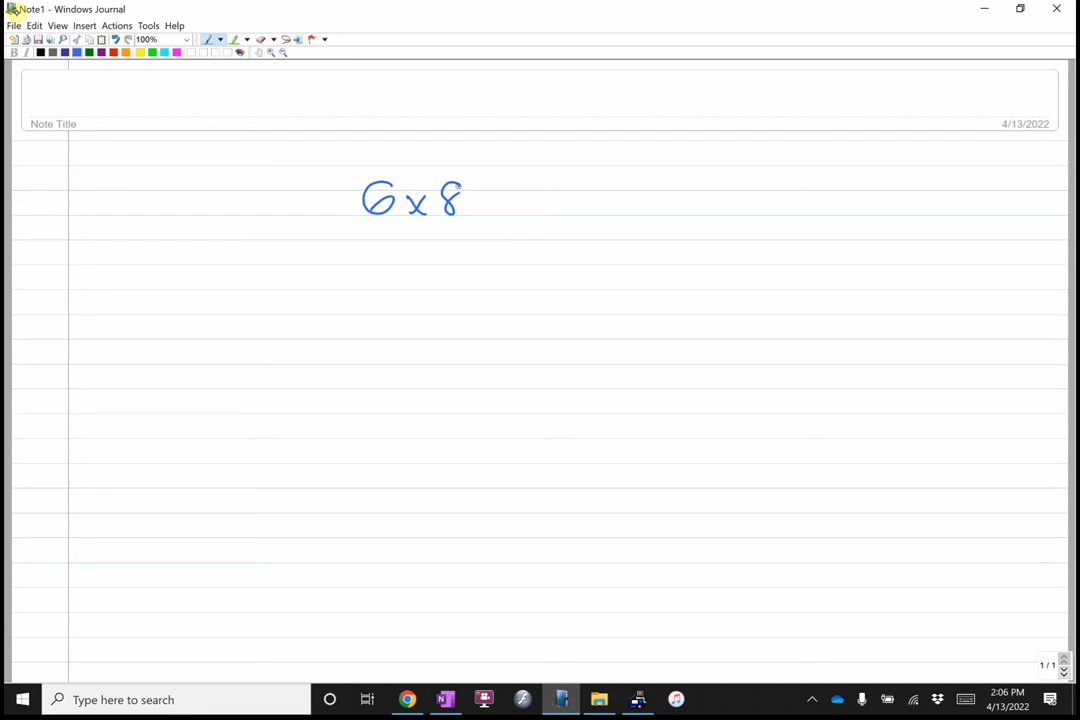 Note1 - Windows Journal
File Edit View Insert Actions Tools Help
100%
B I
Note Title
4/13/2022
6 x 8
1 / 1
Type here to search
2:06 PM
4/13/2022